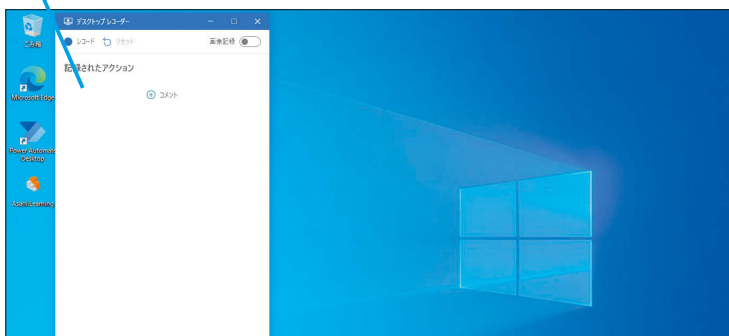 デスクトップ レコーダー
レコード リセット 画像記録
記録されたアクション
コメント
ごみ箱
Microsoft Edge
Power Automate
Desktop
AsahiLearning